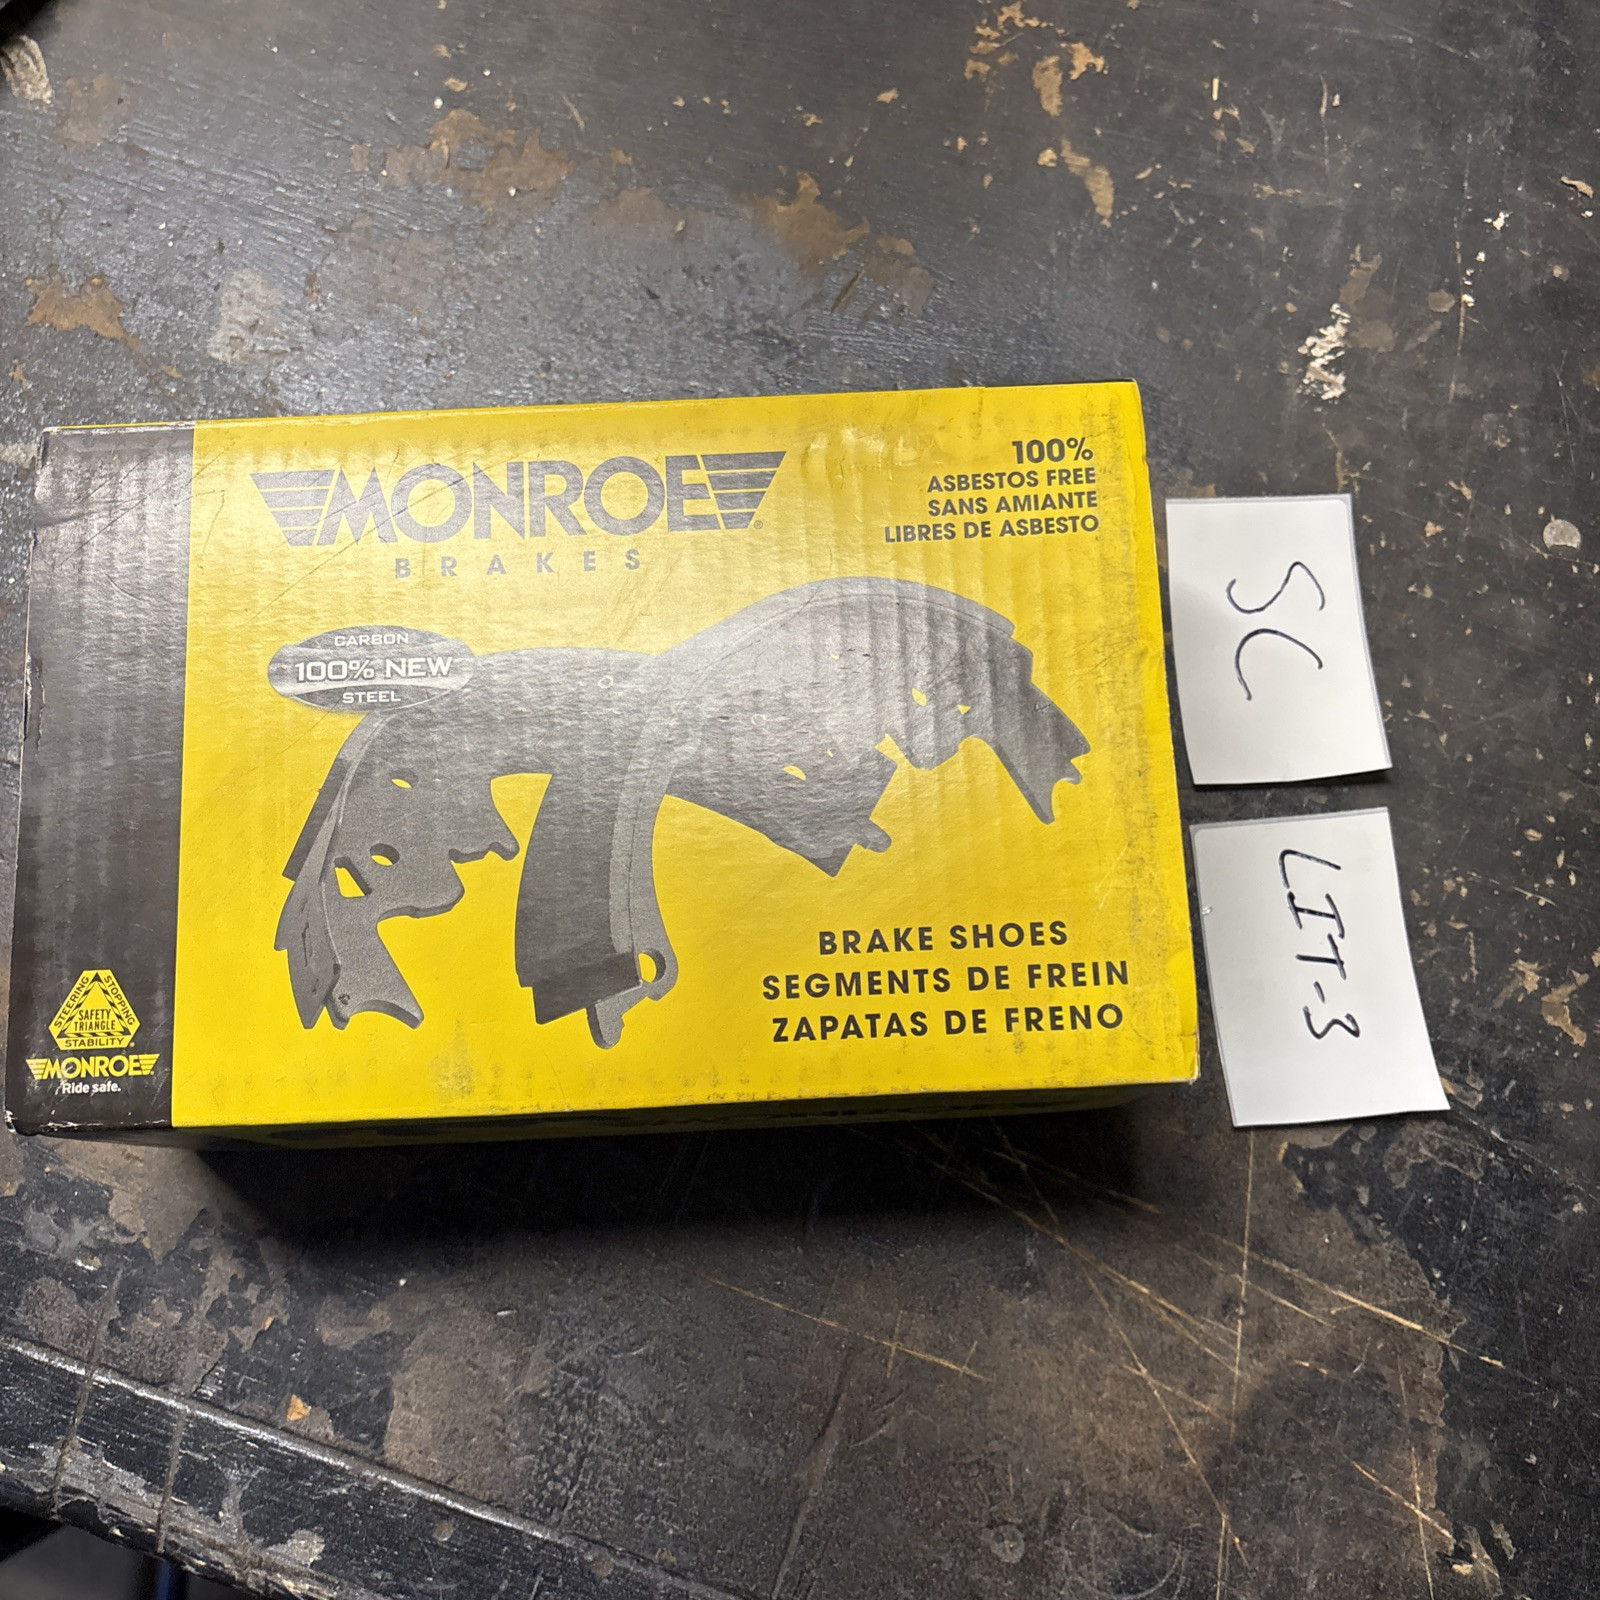 MONROE®
BRAKES
100%
ASBESTOS FREE
SANS AMIANTE
LIBRES DE ASBESTO
CARBON
100% NEW
STEEL
BRAKE SHOES
SEGMENTS DE FREIN
ZAPATAS DE FRENO
STEERING
STOPPING
SAFETY
TRIANGLE
STABILITY®
MONROE®
Ride safe.
SC
LIT-3